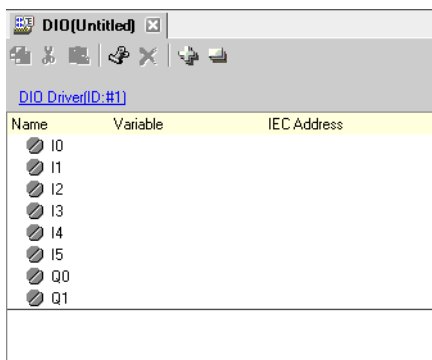 DIO(Untitled)
DIO Driver(ID:#1)
Name Variable IEC Address
I0
I1
I2
I3
I4
I5
Q0
Q1